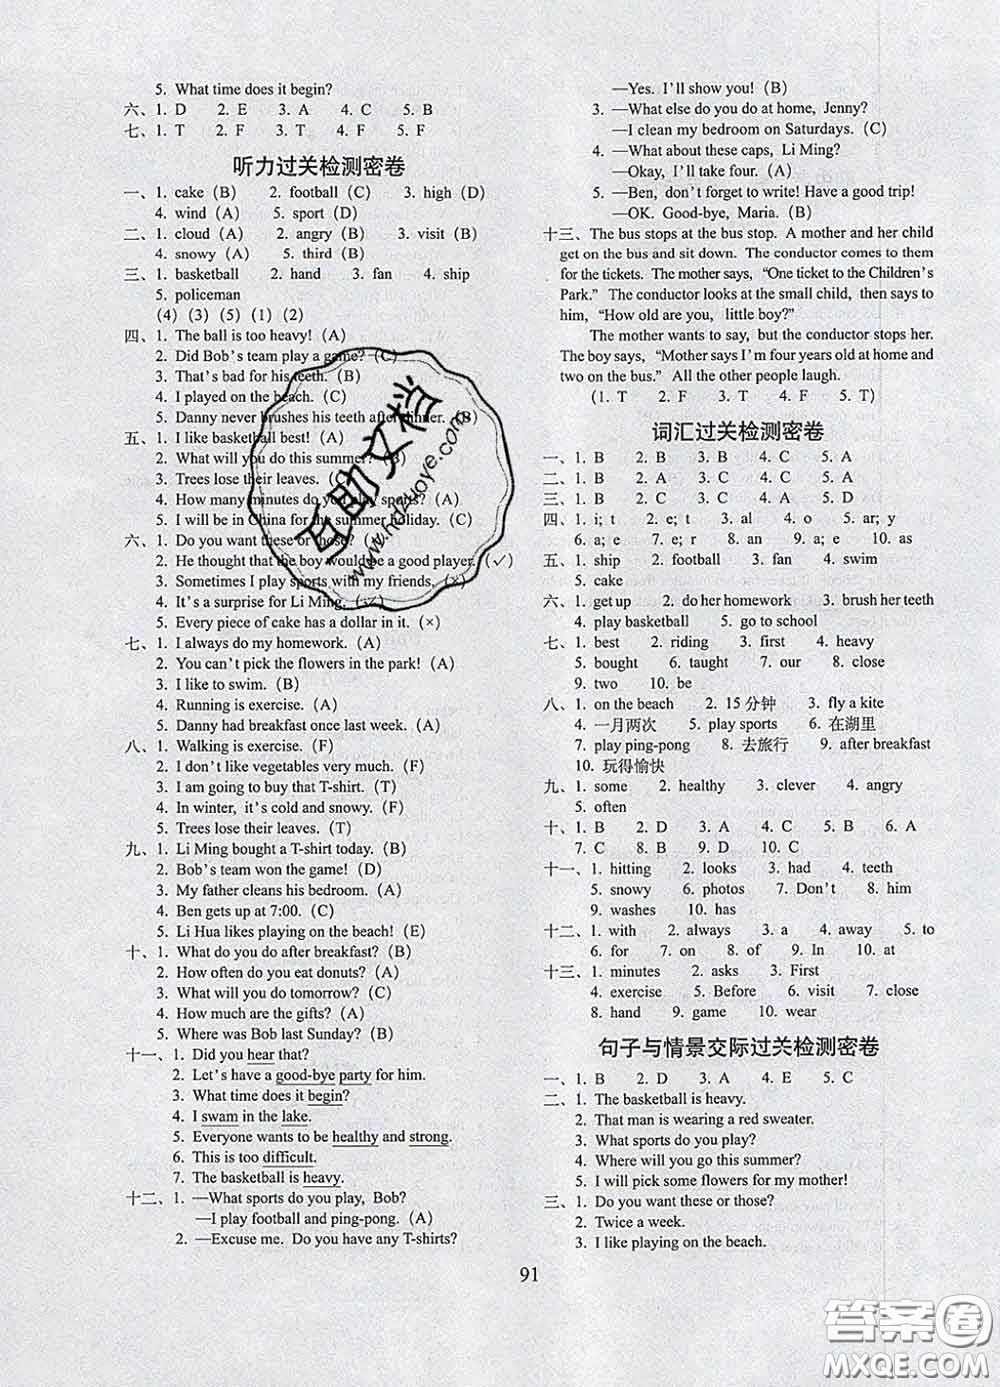 5. What time does it begin?
六、1. D 2. E 3. A 4. C 5. B
七、1. T 2. F 3. T 4. F 5. F
听力过关检测密卷
一、1. cake (B) 2. football (C) 3. high (D)
4. wind (A) 5. sport (D)
二、1. cloud (A) 2. angry (B) 3. visit (B)
4. snowy (A) 5. third (B)
三、1. basketball 2. hand 3. fan 4. ship
5. policeman
(4) (3) (5) (1) (2)
四、1. The ball is too heavy! (A)
2. Did Bob's team play a game? (C)
3. That's bad for his teeth. (B)
4. I played on the beach. (C)
5. Danny never brushes his teeth after dinner. (B)
五、1. I like basketball best! (A)
2. What will you do this summer? (B)
3. Trees lose their leaves. (B)
4. How many minutes do you play sports? (A)
5. I will be in China for the summer holiday. (C)
六、1. Do you want these or those? (√)
2. He thought that the boy would be a good player. (√)
3. Sometimes I play sports with my friends. (×)
4. It's a surprise for Li Ming. (√)
5. Every piece of cake has a dollar in it. (×)
七、1. I always do my homework. (A)
2. You can't pick the flowers in the park! (A)
3. I like to swim. (B)
4. Running is exercise. (A)
5. Danny had breakfast once last week. (A)
八、1. Walking is exercise. (F)
2. I don't like vegetables very much. (F)
3. I am going to buy that T-shirt. (T)
4. In winter, it's cold and snowy. (F)
5. Trees lose their leaves. (T)
九、1. Li Ming bought a T-shirt today. (B)
2. Bob's team won the game! (D)
3. My father cleans his bedroom. (A)
4. Ben gets up at 7:00. (C)
5. Li Hua likes playing on the beach! (E)
十、1. What do you do after breakfast? (B)
2. How often do you eat donuts? (A)
3. What will you do tomorrow? (C)
4. How much are the gifts? (A)
5. Where was Bob last Sunday? (B)
十一、1. Did you hear that?
2. Let's have a good-bye party for him.
3. What time does it begin?
4. I swam in the lake.
5. Everyone wants to be healthy and strong.
6. This is too difficult.
7. The basketball is heavy.
十二、1. —What sports do you play, Bob?
—I play football and ping-pong. (A)
2. —Excuse me. Do you have any T-shirts?
—Yes. I'll show you! (B)
3. —What else do you do at home, Jenny?
—I clean my bedroom on Saturdays. (C)
4. —What about these caps, Li Ming?
—Okay, I'll take four. (A)
5. —Ben, don't forget to write! Have a good trip!
—OK. Good-bye, Maria. (B)
十三、The bus stops at the bus stop. A mother and her child
get on the bus and sit down. The conductor comes to them
for the tickets. The mother says, "One ticket to the Children's
Park." The conductor looks at the small child, then says to
him, "How old are you, little boy?"
The mother wants to say, but the conductor stops her.
The boy says, "Mother says I'm four years old at home and
two on the bus." All the other people laugh.
(1. T 2. F 3. T 4. F 5. T)
词汇过关检测密卷
一、1. B 2. B 3. B 4. C 5. A
二、1. B 2. A 3. C 4. C 5. A
三、1. B 2. C 3. C 4. A 5. D
四、1. i; t 2. e; t 3. al 4. o 5. ar; y
6. a; e 7. e; r 8. an 9. a; e 10. as
五、1. ship 2. football 3. fan 4. swim
5. cake
六、1. get up 2. do her homework 3. brush her teeth
4. play basketball 5. go to school
七、1. best 2. riding 3. first 4. heavy
5. bought 6. taught 7. our 8. close
9. two 10. be
八、1. on the beach 2. 15 分钟 3. fly a kite
4. 一月两次 5. play sports 6. 在湖里
7. play ping-pong 8. 去旅行 9. after breakfast
10. 玩得愉快
九、1. some 2. healthy 3. clever 4. angry
5. often
十、1. B 2. D 3. A 4. C 5. B 6. A
7. C 8. B 9. D 10. C
十一、1. hitting 2. looks 3. had 4. teeth
5. snowy 6. photos 7. Don't 8. him
9. washes 10. has
十二、1. with 2. always 3. a 4. away 5. to
6. for 7. on 8. of 9. In 10. at
十三、1. minutes 2. asks 3. First
4. exercise 5. Before 6. visit 7. close
8. hand 9. game 10. wear
句子与情景交际过关检测密卷
一、1. B 2. D 3. A 4. E 5. C
二、1. The basketball is heavy.
2. That man is wearing a red sweater.
3. What sports do you play?
4. Where will you go this summer?
5. I will pick some flowers for my mother!
三、1. Do you want these or those?
2. Twice a week.
3. I like playing on the beach.
91
互助文档
www.hdzuoye.com
答案圈
MXQE.COM